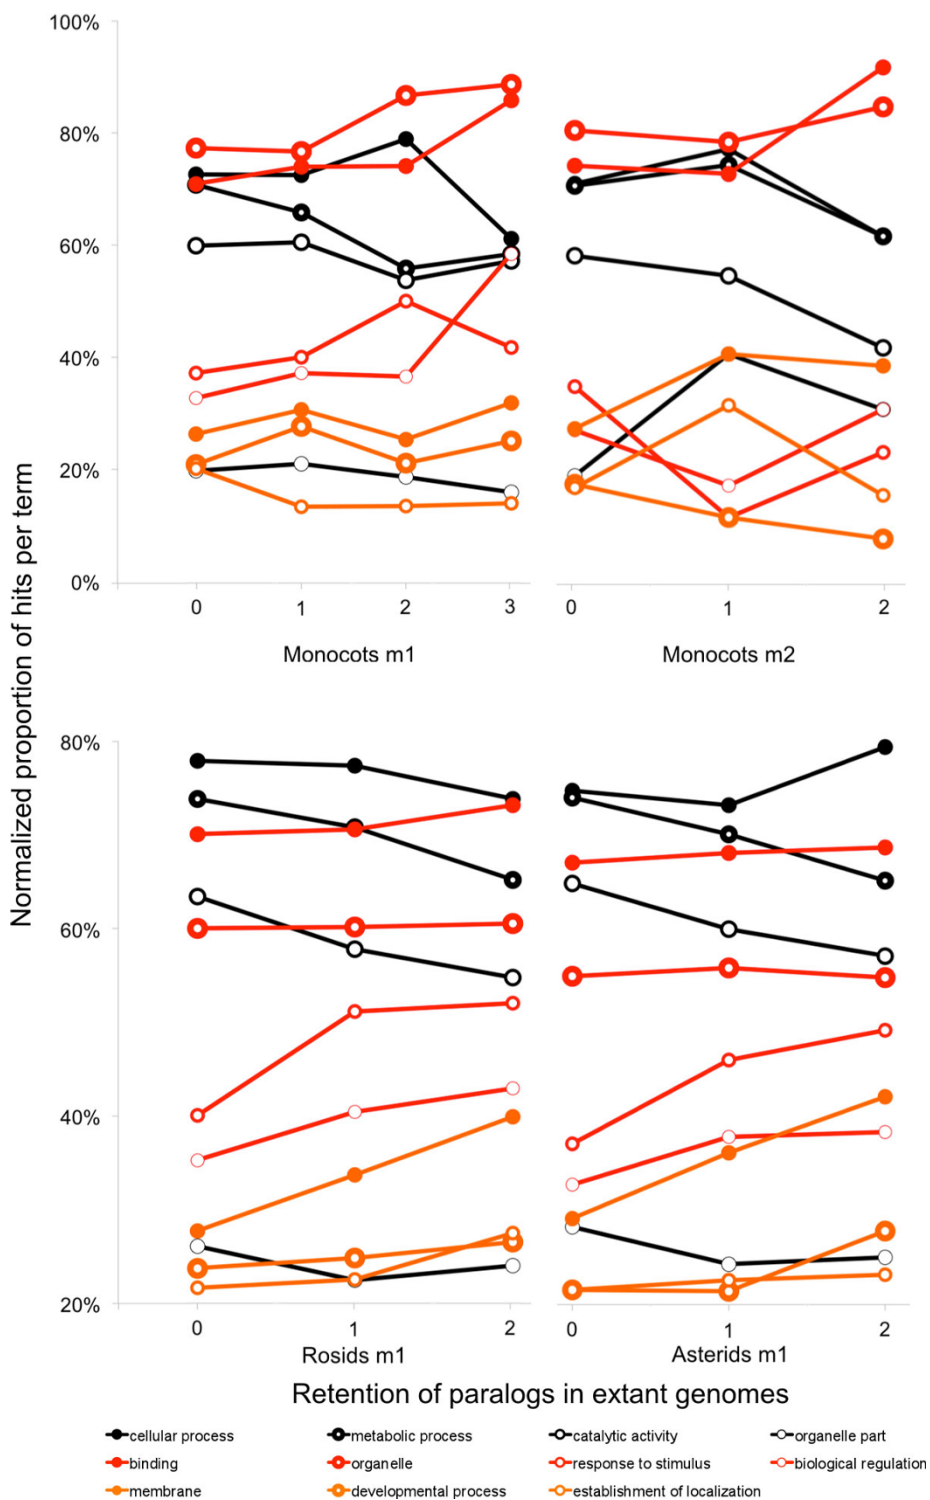 100%
80%
60%
40%
20%
0%
0 1 2 3 0 1 2
Monocots m1 Monocots m2
Normalized proportion of hits per term
80%
60%
40%
20%
0 1 2 0 1 2
Rosids m1 Asterids m1
Retention of paralogs in extant genomes
cellular process metabolic process catalytic activity organelle part
binding organelle response to stimulus biological regulation
membrane developmental process establishment of localization